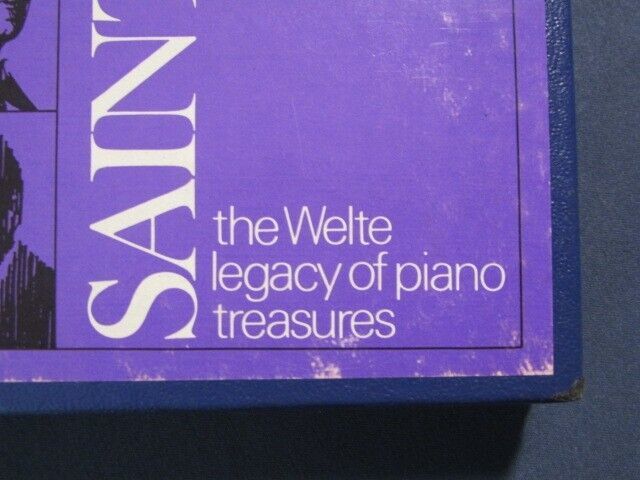 SAINT
the Welte
legacy of piano
treasures